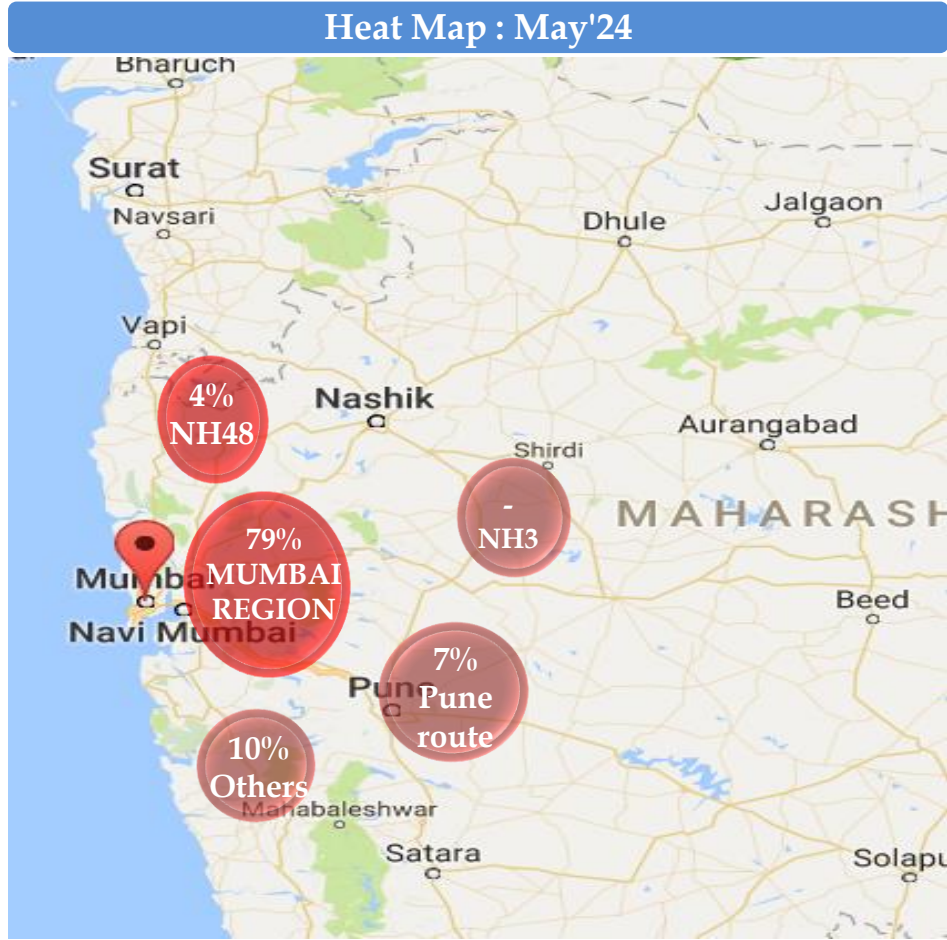 Heat Map : May'24
Bharuch
Surat
Navsari
Dhule
Jalgaon
Vapi
4%
NH48
Nashik
Aurangabad
Shirdi
-
NH3
MAHARASH
79%
MUMBAI
REGION
Mumbai
Navi Mumbai
Beed
7%
Pune
Pune
route
10%
Others
Mahabaleshwar
Satara
Solapu